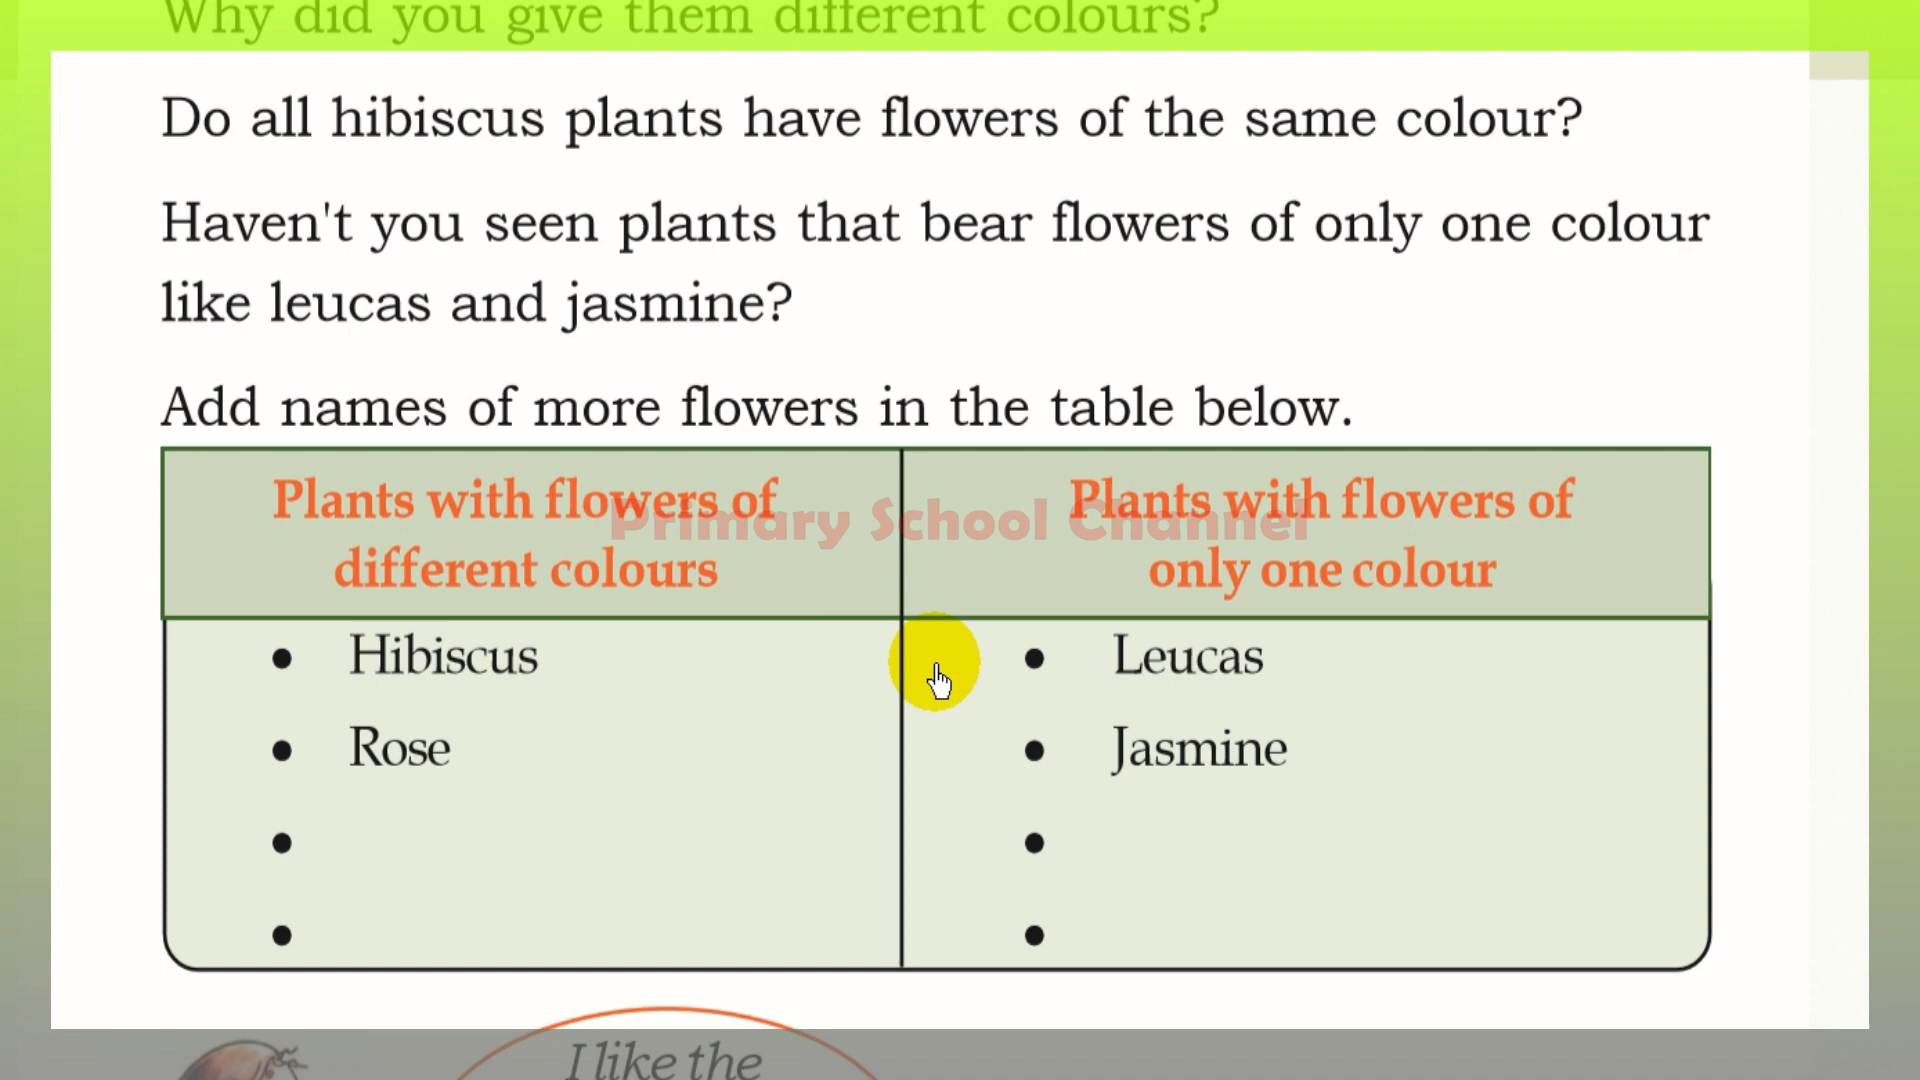 Why did you give them different colours?
Do all hibiscus plants have flowers of the same colour?
Haven't you seen plants that bear flowers of only one colour
like leucas and jasmine?
Add names of more flowers in the table below.
Plants with flowers of
different colours
Plants with flowers of
only one colour
Primary School Channel
• Hibiscus
• Rose
•
•
• Leucas
• Jasmine
•
•
I like the